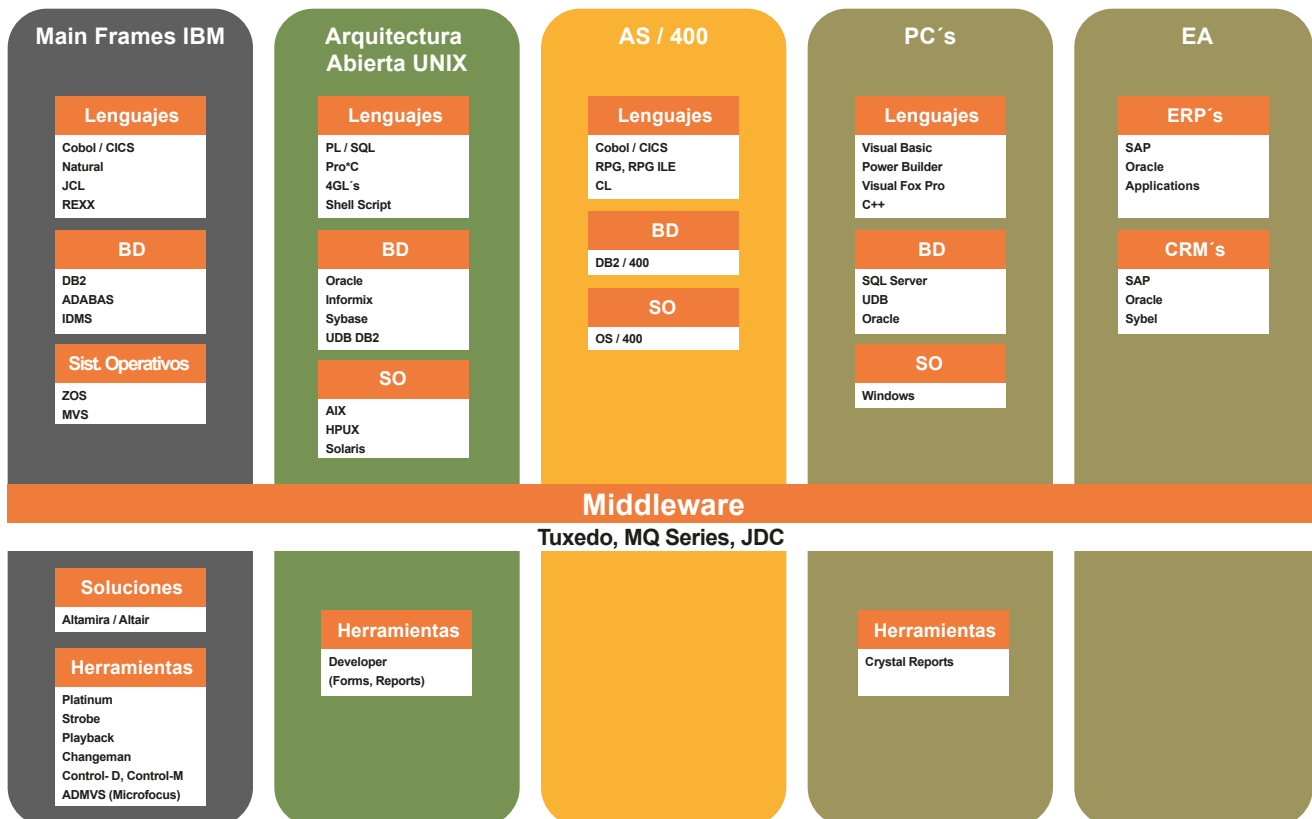 Main Frames IBM
Lenguajes
Cobol / CICS
Natural
JCL
REXX
BD
DB2
ADABAS
IDMS
Sist. Operativos
ZOS
MVS
Arquitectura
Abierta UNIX
Lenguajes
PL / SQL
Pro*C
4GL´s
Shell Script
BD
Oracle
Informix
Sybase
UDB DB2
SO
AIX
HPUX
Solaris
AS / 400
Lenguajes
Cobol / CICS
RPG, RPG ILE
CL
BD
DB2 / 400
SO
OS / 400
PC´s
Lenguajes
Visual Basic
Power Builder
Visual Fox Pro
C++
BD
SQL Server
UDB
Oracle
SO
Windows
EA
ERP´s
SAP
Oracle
Applications
CRM´s
SAP
Oracle
Sybel
Middleware
Tuxedo, MQ Series, JDC
Soluciones
Altamira / Altair
Herramientas
Platinum
Strobe
Playback
Changeman
Control- D, Control-M
ADMVS (Microfocus)
Herramientas
Developer
(Forms, Reports)
Herramientas
Crystal Reports